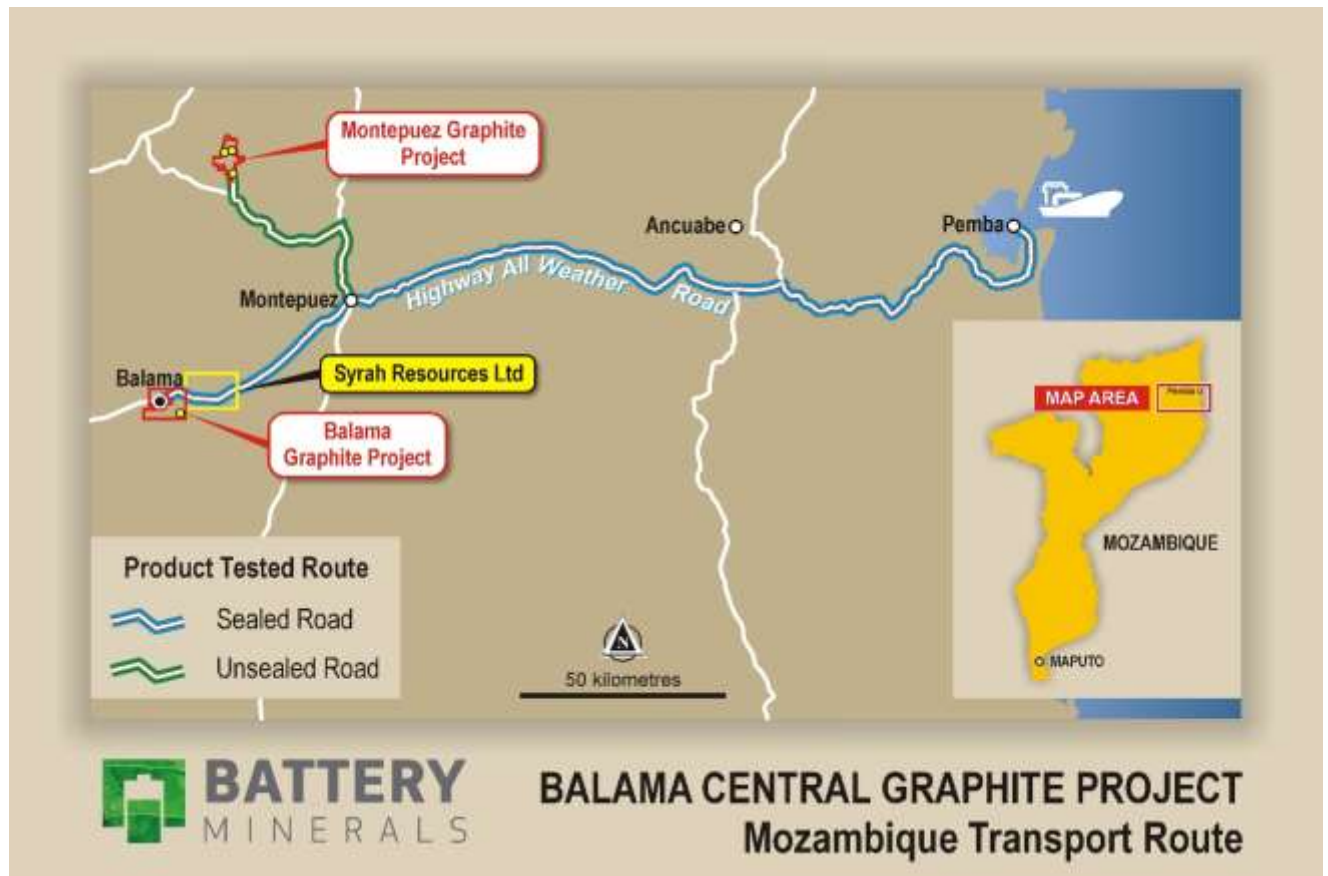 Montepuez Graphite
Project
Ancuabe
Pemba
Highway All Weather Road
Montepuez
Balama
Syrah Resources Ltd
Balama
Graphite Project
MAP AREA
MOZAMBIQUE
MAPUTO
Product Tested Route
Sealed Road
Unsealed Road
N
50 kilometres
BATTERY
MINERALS
BALAMA CENTRAL GRAPHITE PROJECT
Mozambique Transport Route